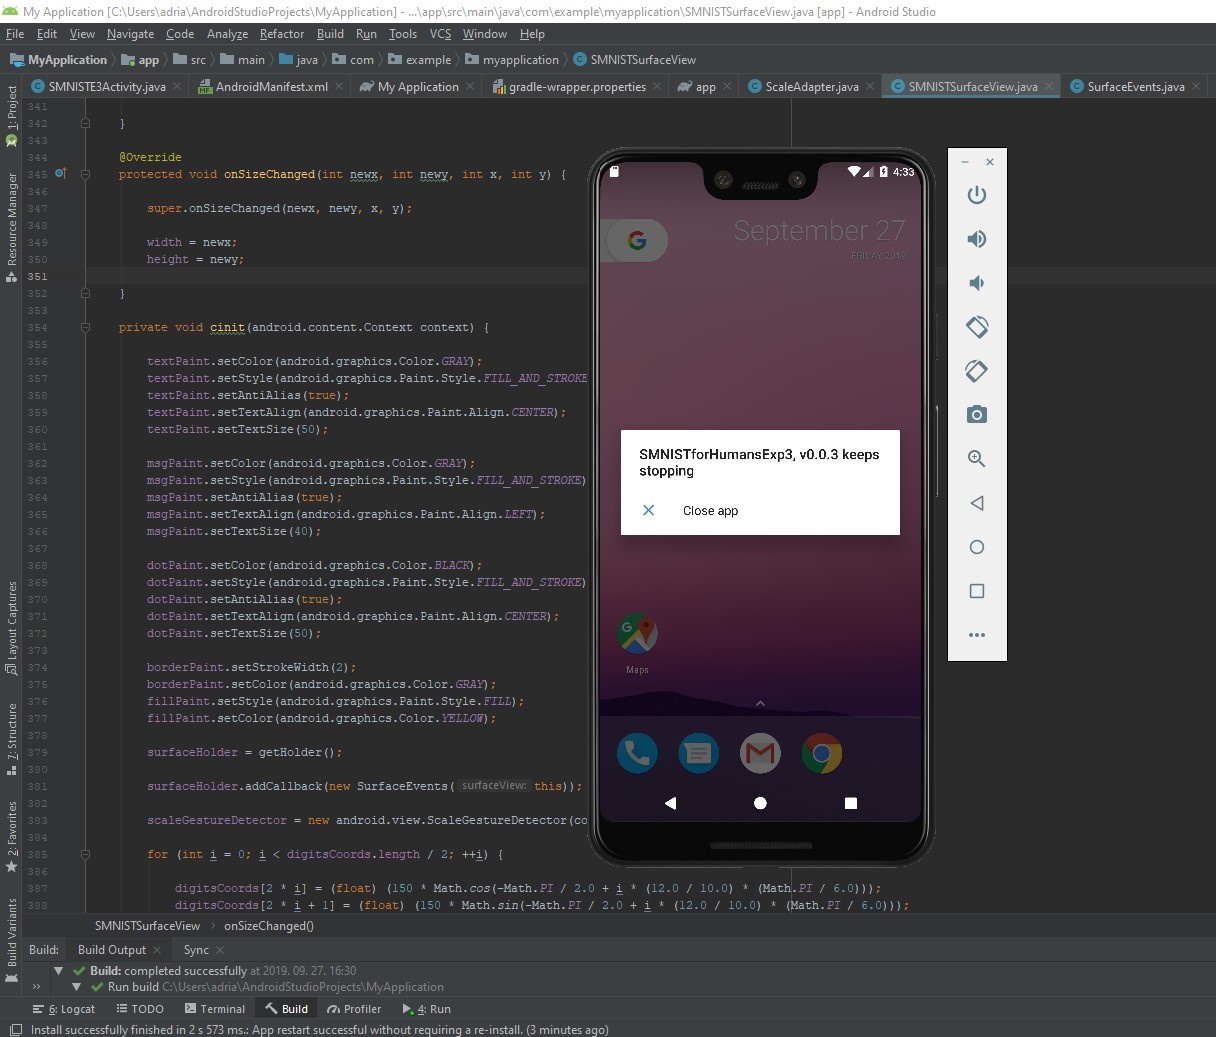 My Application [C:\Users\adria\AndroidStudioProjects\MyApplication] - ...\app\src\main\java\com\example\myapplication\SMNISTSurfaceView.java [app] - Android Studio
File Edit View Navigate Code Analyze Refactor Build Run Tools VCS Window Help
MyApplication app src main java com example myapplication SMNISTSurfaceView
SMNISTE3Activity.java AndroidManifest.xml My Application gradle-wrapper.properties app ScaleAdapter.java SMNISTSurfaceView.java SurfaceEvents.java
1: Project
Resource Manager
Layout Captures
7: Structure
2: Favorites
Build Variants
341
342 }
343
344 @Override
345 protected void onSizeChanged(int newx, int newy, int x, int y) {
346
347 super.onSizeChanged(newx, newy, x, y);
348
349 width = newx;
350 height = newy;
351
352 }
353
354 private void cinit(android.content.Context context) {
355
356 textPaint.setColor(android.graphics.Color.GRAY);
357 textPaint.setStyle(android.graphics.Paint.Style.FILL_AND_STROKE
358 textPaint.setAntiAlias(true);
359 textPaint.setTextAlign(android.graphics.Paint.Align.CENTER);
360 textPaint.setTextSize(50);
361
362 msgPaint.setColor(android.graphics.Color.GRAY);
363 msgPaint.setStyle(android.graphics.Paint.Style.FILL_AND_STROKE)
364 msgPaint.setAntiAlias(true);
365 msgPaint.setTextAlign(android.graphics.Paint.Align.LEFT);
366 msgPaint.setTextSize(40);
367
368 dotPaint.setColor(android.graphics.Color.BLACK);
369 dotPaint.setStyle(android.graphics.Paint.Style.FILL_AND_STROKE)
370 dotPaint.setAntiAlias(true);
371 dotPaint.setTextAlign(android.graphics.Paint.Align.CENTER);
372 dotPaint.setTextSize(50);
373
374 borderPaint.setStrokeWidth(2);
375 borderPaint.setColor(android.graphics.Color.GRAY);
376 fillPaint.setStyle(android.graphics.Paint.Style.FILL);
377 fillPaint.setColor(android.graphics.Color.YELLOW);
378
379 surfaceHolder = getHolder();
380
381 surfaceHolder.addCallback(new SurfaceEvents( surfaceView: this));
382
383 scaleGestureDetector = new android.view.ScaleGestureDetector(co
384
385 for (int i = 0; i < digitsCoords.length / 2; ++i) {
386
387 digitsCoords[2 * i] = (float) (150 * Math.cos(-Math.PI / 2.0 + i * (12.0 / 10.0) * (Math.PI / 6.0)));
388 digitsCoords[2 * i + 1] = (float) (150 * Math.sin(-Math.PI / 2.0 + i * (12.0 / 10.0) * (Math.PI / 6.0)));
4:33
G
September 27
FRIDAY, 2019
SMNISTforHumansExp3, v0.0.3 keeps
stopping
Close app
Maps
SMNISTSurfaceView onSizeChanged()
Build: Build Output Sync
Build: completed successfully at 2019. 09. 27. 16:30
Run build C:\Users\adria\AndroidStudioProjects\MyApplication
6: Logcat TODO Terminal Build Profiler 4: Run
Install successfully finished in 2 s 573 ms.: App restart successful without requiring a re-install. (3 minutes ago)